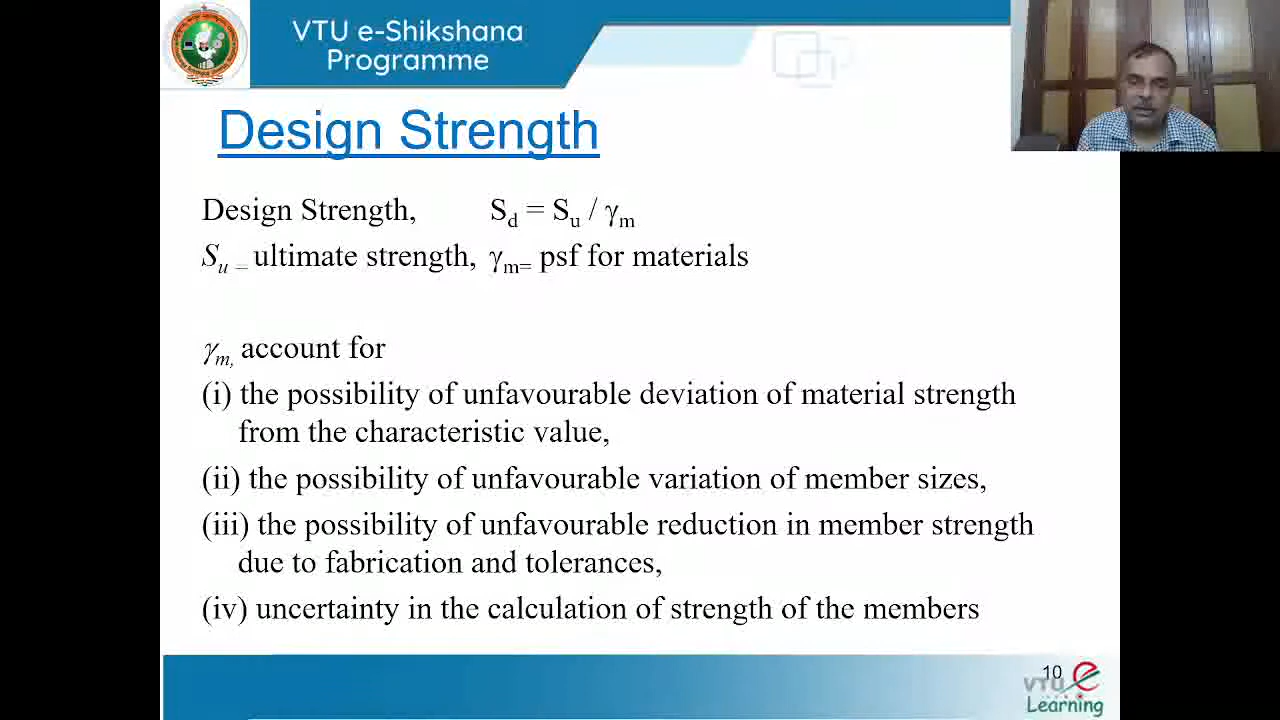 VTU e-Shikshana
Programme
Design Strength
Design Strength, S_d = S_u / γ_m
S_u = ultimate strength, γ_m= psf for materials
γ_m, account for
(i) the possibility of unfavourable deviation of material strength
from the characteristic value,
(ii) the possibility of unfavourable variation of member sizes,
(iii) the possibility of unfavourable reduction in member strength
due to fabrication and tolerances,
(iv) uncertainty in the calculation of strength of the members
10
VTU e
Learning